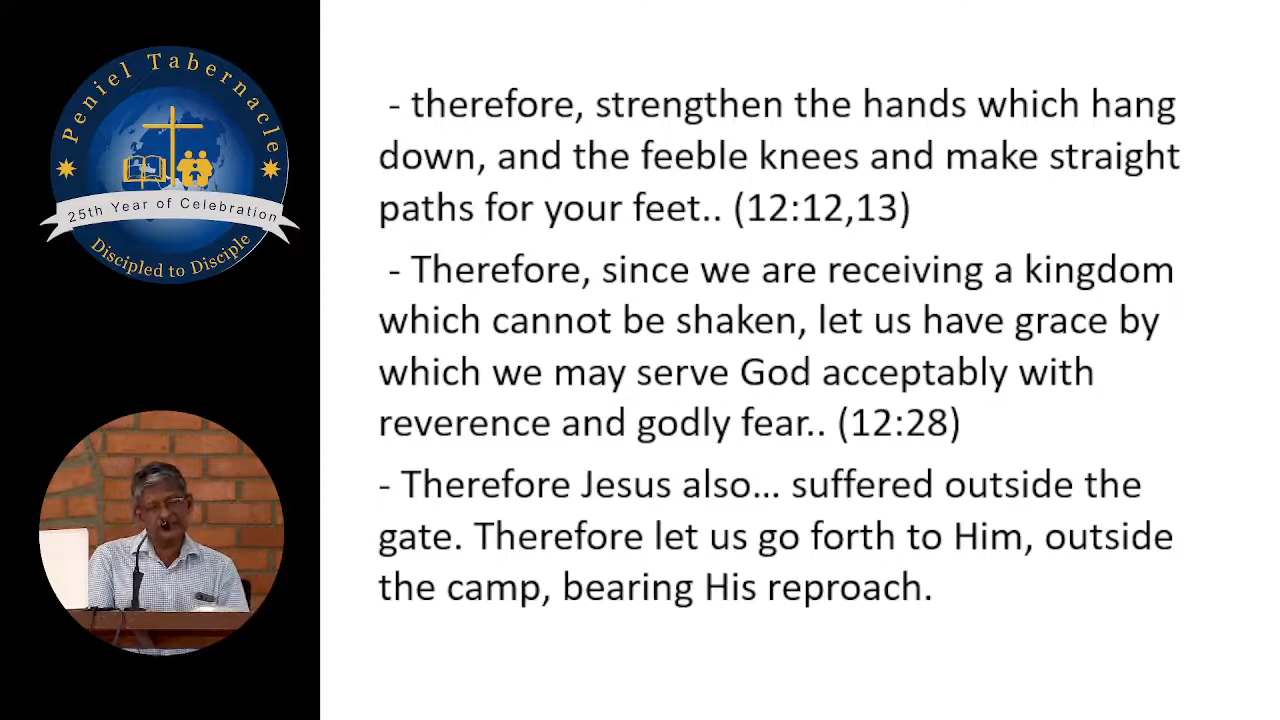 Peniel Tabernacle
25th Year of Celebration
Discipled to Disciple
- therefore, strengthen the hands which hang
down, and the feeble knees and make straight
paths for your feet.. (12:12,13)
- Therefore, since we are receiving a kingdom
which cannot be shaken, let us have grace by
which we may serve God acceptably with
reverence and godly fear.. (12:28)
- Therefore Jesus also… suffered outside the
gate. Therefore let us go forth to Him, outside
the camp, bearing His reproach.